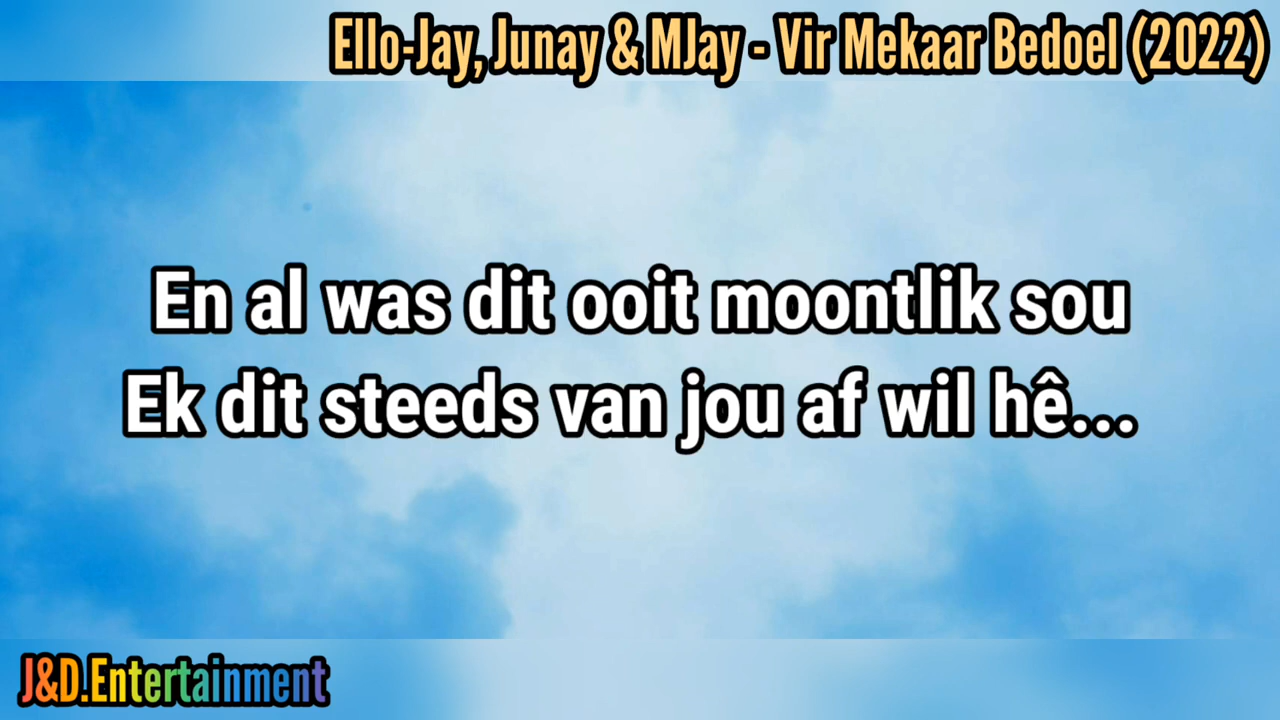 Ello-Jay, Junay & MJay - Vir Mekaar Bedoel (2022)
En al was dit ooit moontlik sou
Ek dit steeds van jou af wil hê...
J&D.Entertainment